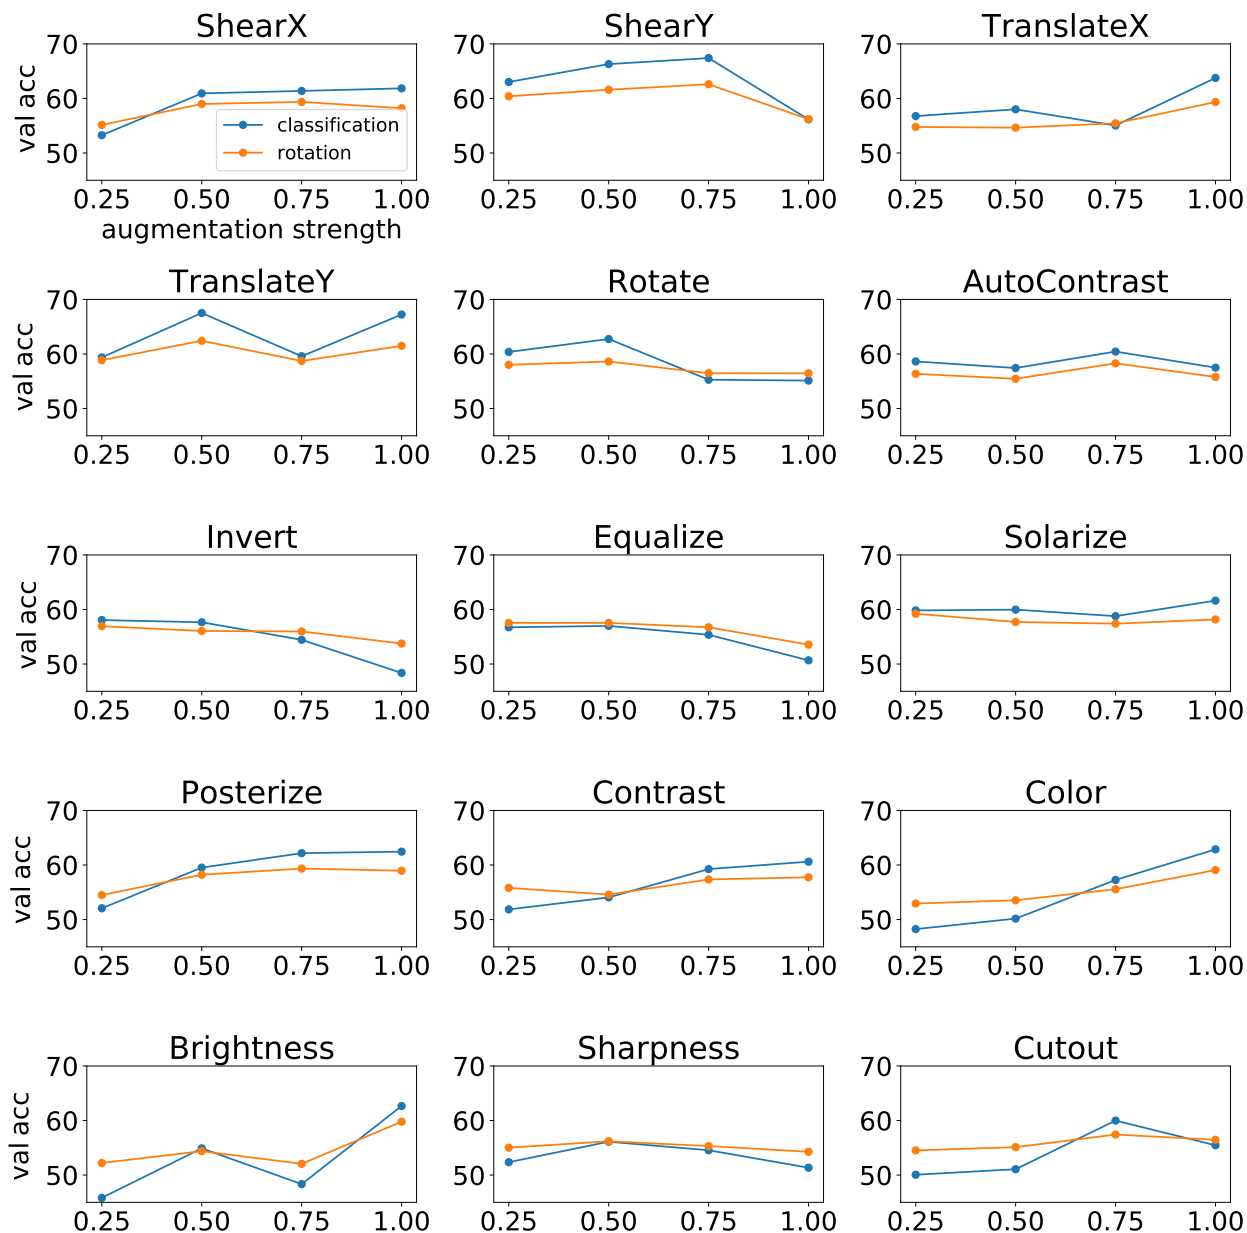 ShearX ShearY TranslateX
70 70 70
60 60 60
50 50 50
val acc
classification
rotation
0.25 0.50 0.75 1.00 0.25 0.50 0.75 1.00 0.25 0.50 0.75 1.00
augmentation strength
TranslateY Rotate AutoContrast
70 70 70
60 60 60
50 50 50
val acc
0.25 0.50 0.75 1.00 0.25 0.50 0.75 1.00 0.25 0.50 0.75 1.00
Invert Equalize Solarize
70 70 70
60 60 60
50 50 50
val acc
0.25 0.50 0.75 1.00 0.25 0.50 0.75 1.00 0.25 0.50 0.75 1.00
Posterize Contrast Color
70 70 70
60 60 60
50 50 50
val acc
0.25 0.50 0.75 1.00 0.25 0.50 0.75 1.00 0.25 0.50 0.75 1.00
Brightness Sharpness Cutout
70 70 70
60 60 60
50 50 50
val acc
0.25 0.50 0.75 1.00 0.25 0.50 0.75 1.00 0.25 0.50 0.75 1.00